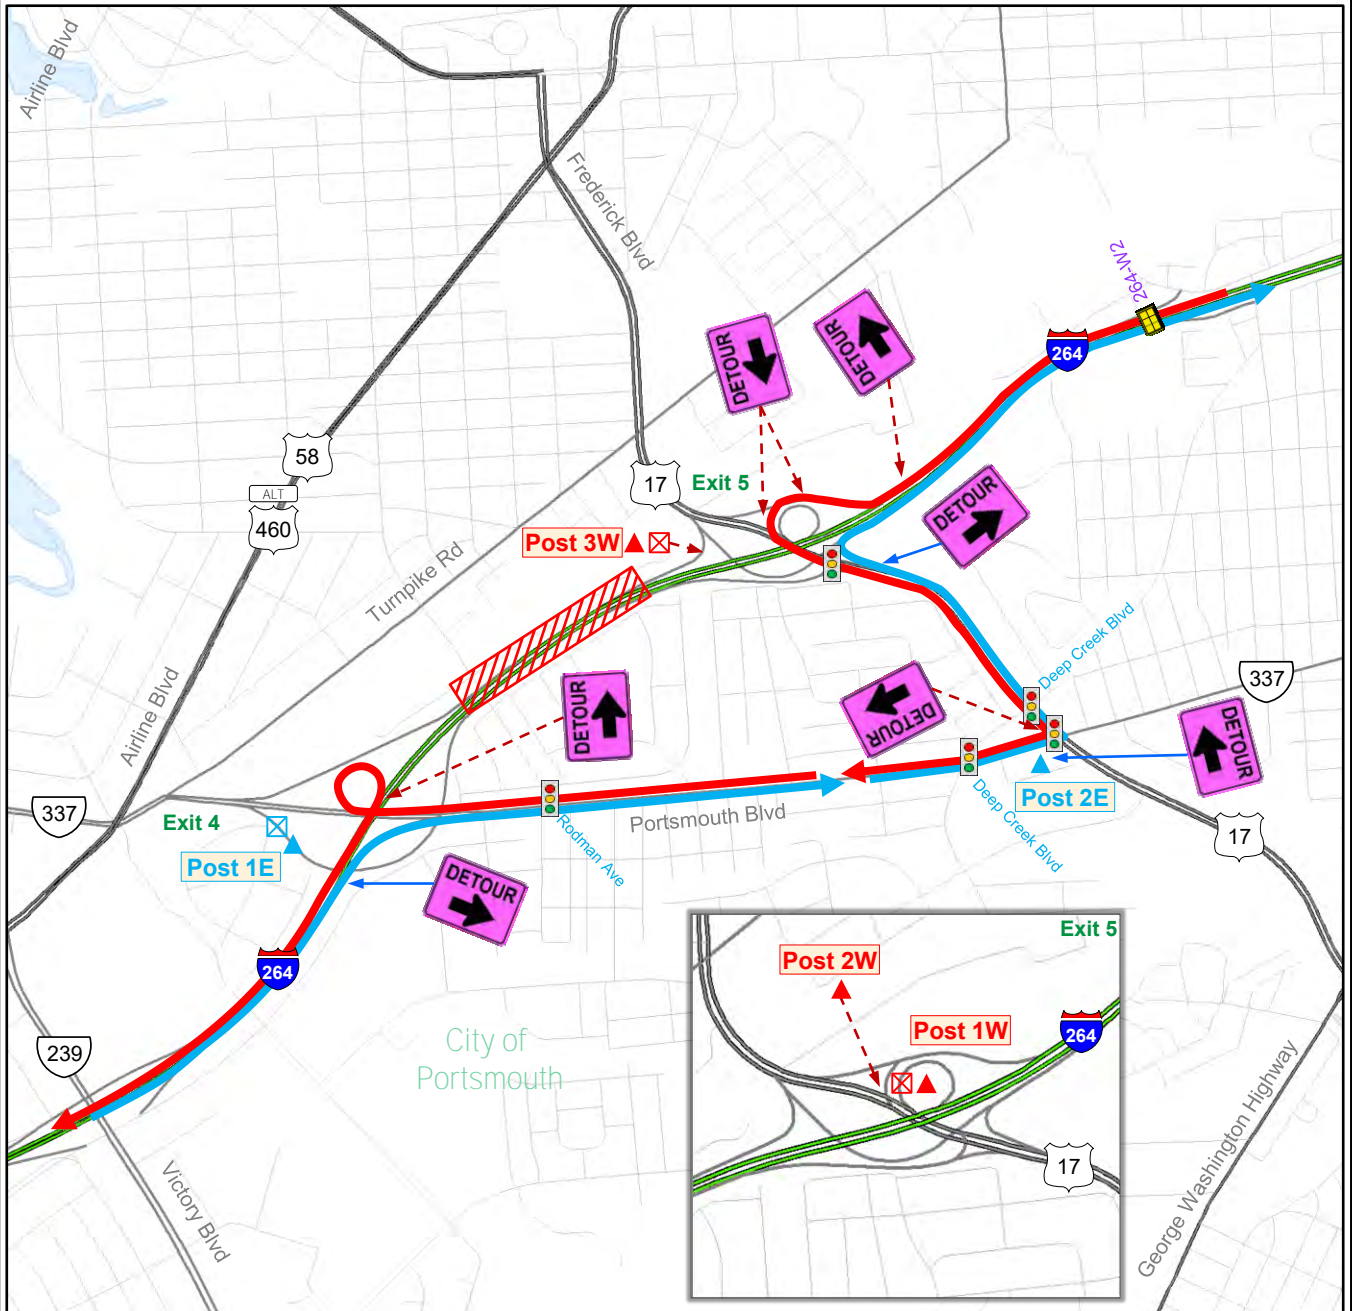 Airline Blvd
Frederick Blvd
264-W2
264
DETOUR
DETOUR
58
ALT
460
17
Exit 5
DETOUR
Post 3W
Turnpike Rd
Deep Creek Blvd
337
Airline Blvd
DETOUR
DETOUR
DETOUR
337
Exit 4
Post 1E
Rodman Ave
Portsmouth Blvd
Deep Creek Blvd
Post 2E
17
DETOUR
264
Exit 5
Post 2W
Post 1W
264
17
239
City of
Portsmouth
Victory Blvd
George Washington Highway